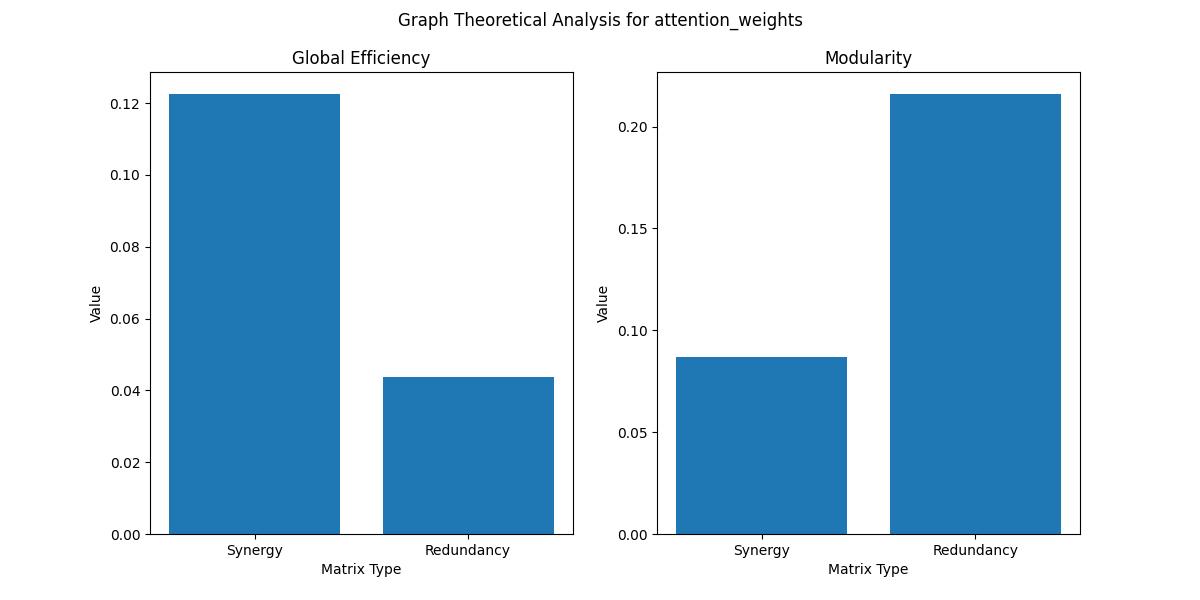 Graph Theoretical Analysis for attention_weights
Global Efficiency
Value
0.12
0.10
0.08
0.06
0.04
0.02
0.00
Synergy
Redundancy
Matrix Type
Modularity
Value
0.20
0.15
0.10
0.05
0.00
Synergy
Redundancy
Matrix Type